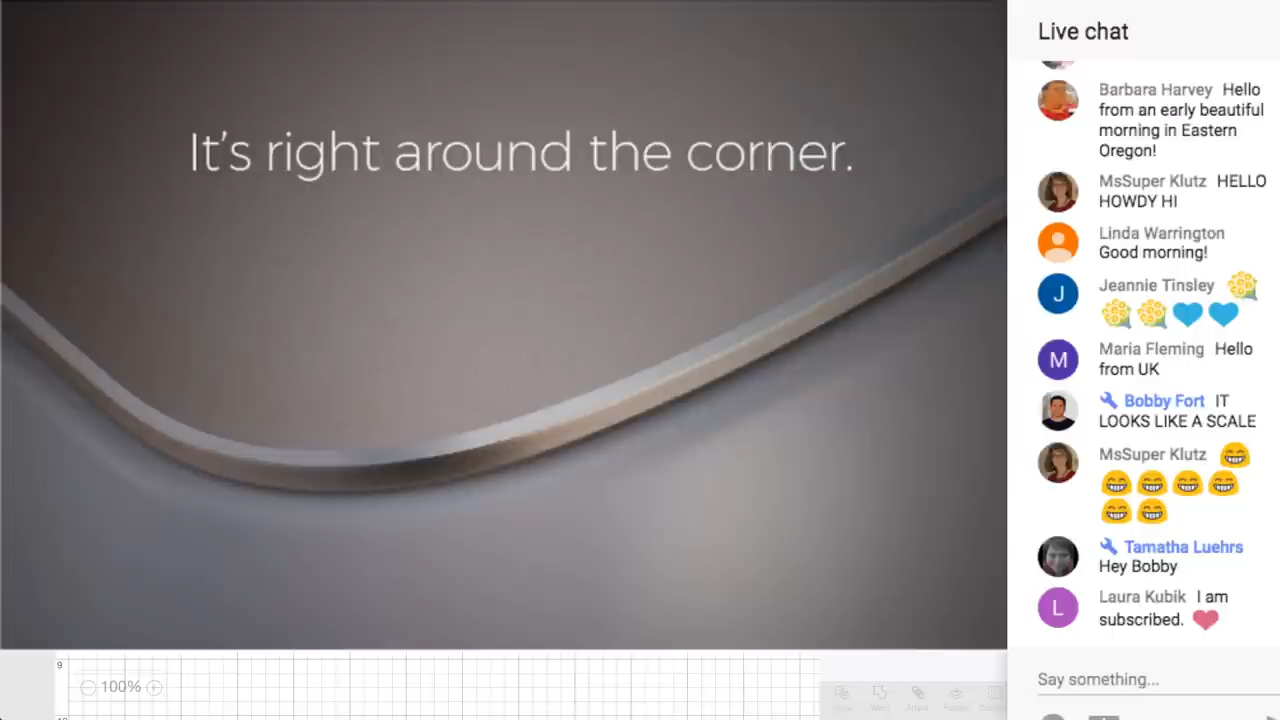 It’s right around the corner.
9
100%
Live chat
Barbara Harvey Hello
from an early beautiful
morning in Eastern
Oregon!
MsSuper Klutz HELLO
HOWDY HI
Linda Warrington
Good morning!
J
Jeannie Tinsley
M
Maria Fleming Hello
from UK
Bobby Fort IT
LOOKS LIKE A SCALE
MsSuper Klutz
Tamatha Luehrs
Hey Bobby
L
Laura Kubik I am
subscribed.
Say something...